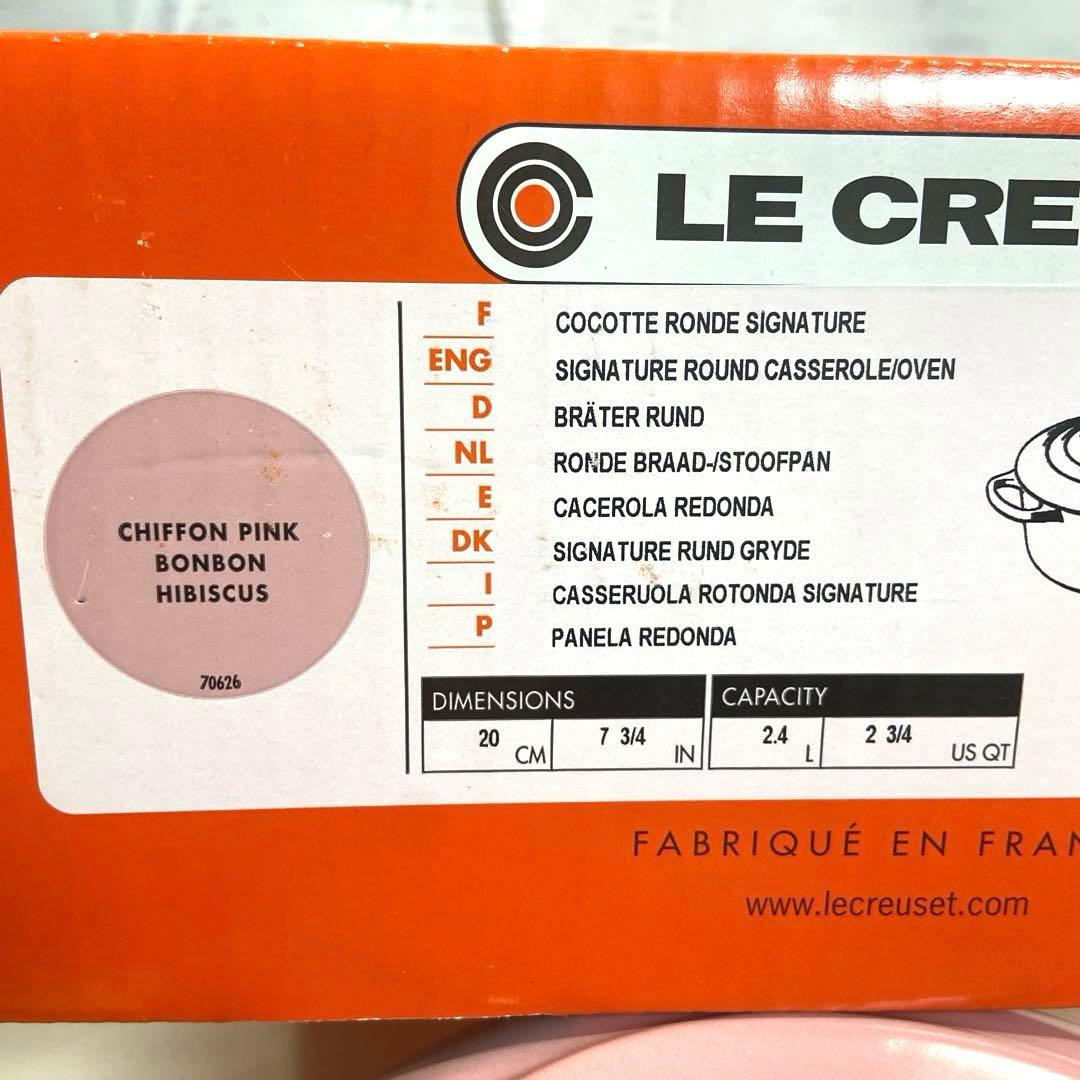 LE CRE
F COCOTTE RONDE SIGNATURE
ENG SIGNATURE ROUND CASSEROLE/OVEN
D BRÄTER RUND
NL RONDE BRAAD-/STOOFPAN
E CACEROLA REDONDA
DK SIGNATURE RUND GRYDE
I CASSERUOLA ROTONDA SIGNATURE
P PANELA REDONDA
CHIFFON PINK
BONBON
HIBISCUS
70626
DIMENSIONS CAPACITY
20 CM 7 3/4 IN 2.4 L 2 3/4 US QT
FABRIQUÉ EN FRAN
www.lecreuset.com